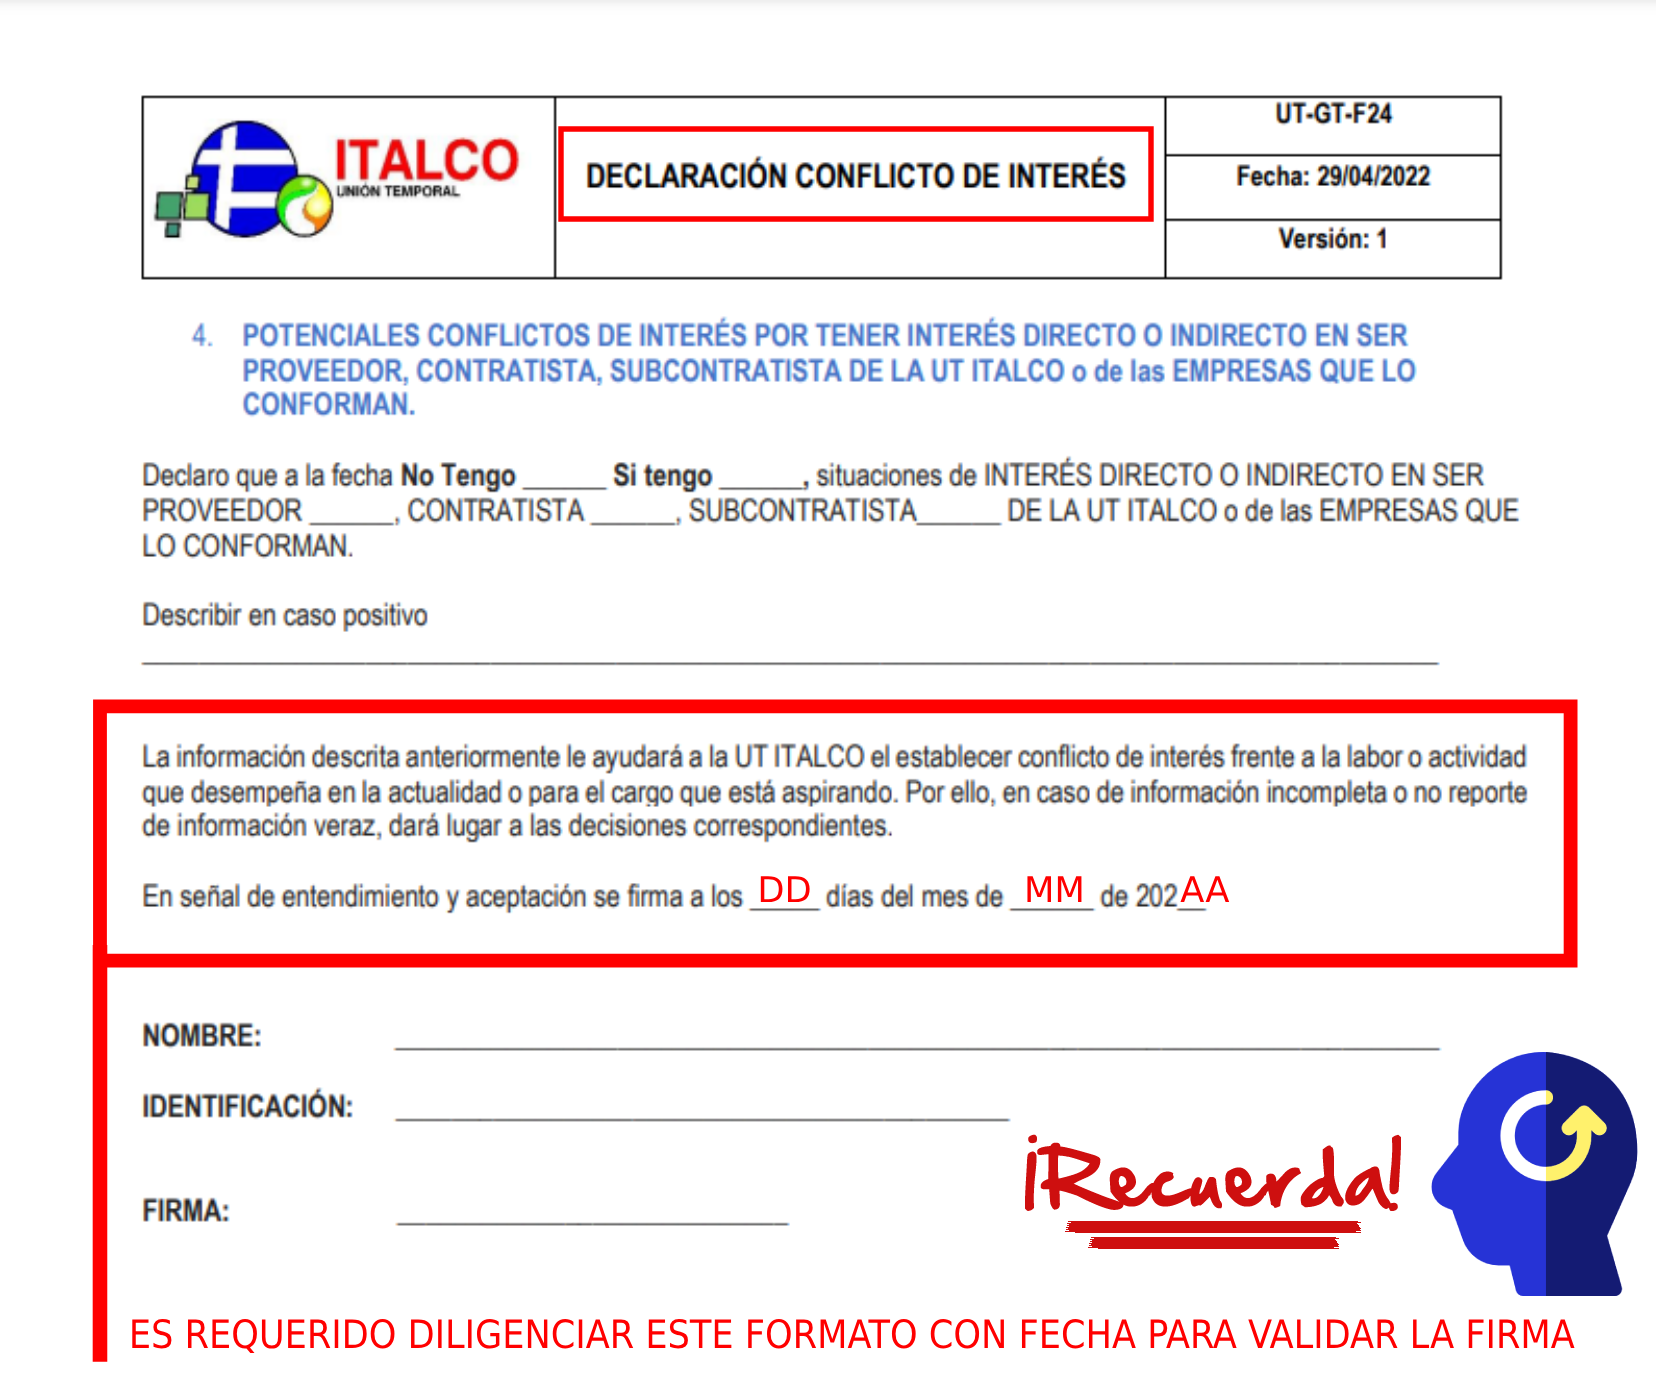 ITALCO
UNIÓN TEMPORAL
DECLARACIÓN CONFLICTO DE INTERÉS
UT-GT-F24
Fecha: 29/04/2022
Versión: 1
4. POTENCIALES CONFLICTOS DE INTERÉS POR TENER INTERÉS DIRECTO O INDIRECTO EN SER
PROVEEDOR, CONTRATISTA, SUBCONTRATISTA DE LA UT ITALCO o de las EMPRESAS QUE LO
CONFORMAN.
Declaro que a la fecha No Tengo ______ Si tengo ______, situaciones de INTERÉS DIRECTO O INDIRECTO EN SER
PROVEEDOR ______, CONTRATISTA ______, SUBCONTRATISTA______ DE LA UT ITALCO o de las EMPRESAS QUE
LO CONFORMAN.
Describir en caso positivo
La información descrita anteriormente le ayudará a la UT ITALCO el establecer conflicto de interés frente a la labor o actividad
que desempeña en la actualidad o para el cargo que está aspirando. Por ello, en caso de información incompleta o no reporte
de información veraz, dará lugar a las decisiones correspondientes.
En señal de entendimiento y aceptación se firma a los DD días del mes de MM de 202__AA
NOMBRE:
IDENTIFICACIÓN:
¡Recuerda!
FIRMA:
ES REQUERIDO DILIGENCIAR ESTE FORMATO CON FECHA PARA VALIDAR LA FIRMA